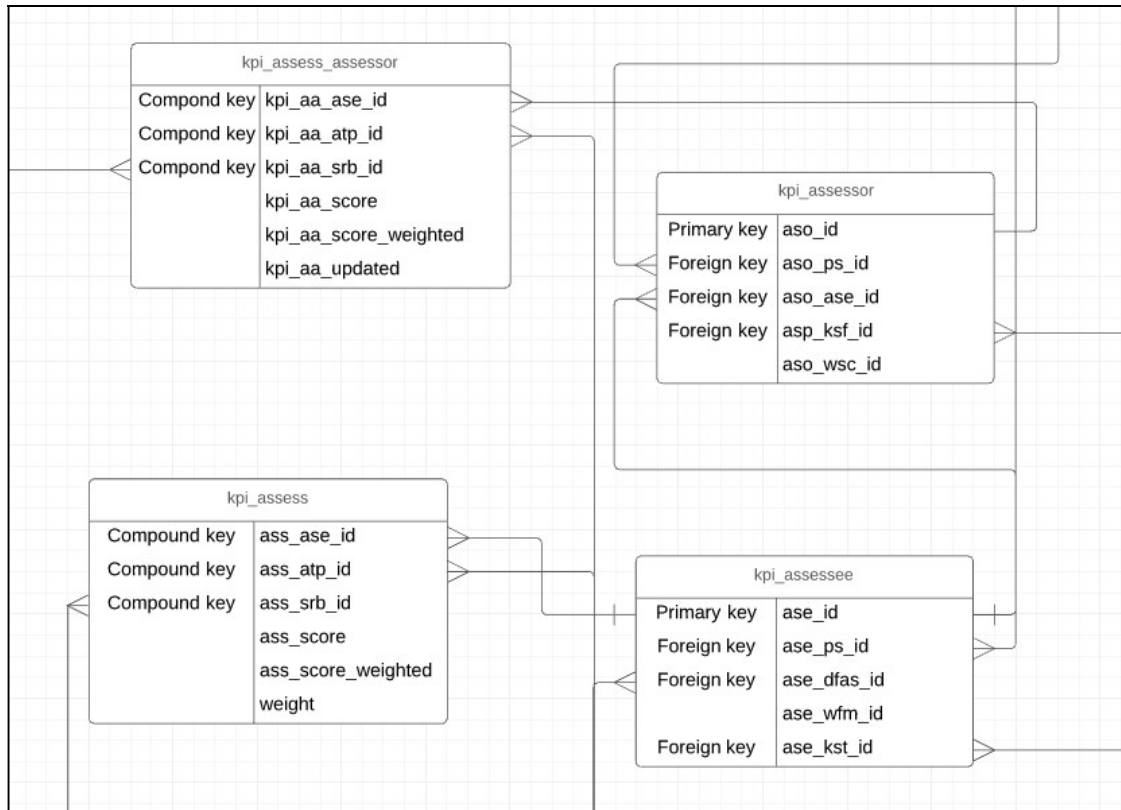 kpi_assess_assessor
Compond key kpi_aa_ase_id
Compond key kpi_aa_atp_id
Compond key kpi_aa_srb_id
kpi_aa_score
kpi_aa_score_weighted
kpi_aa_updated
kpi_assessor
Primary key aso_id
Foreign key aso_ps_id
Foreign key aso_ase_id
Foreign key asp_ksf_id
aso_wsc_id
kpi_assess
Compound key ass_ase_id
Compound key ass_atp_id
Compound key ass_srb_id
ass_score
ass_score_weighted
weight
kpi_assessee
Primary key ase_id
Foreign key ase_ps_id
Foreign key ase_dfas_id
ase_wfm_id
Foreign key ase_kst_id